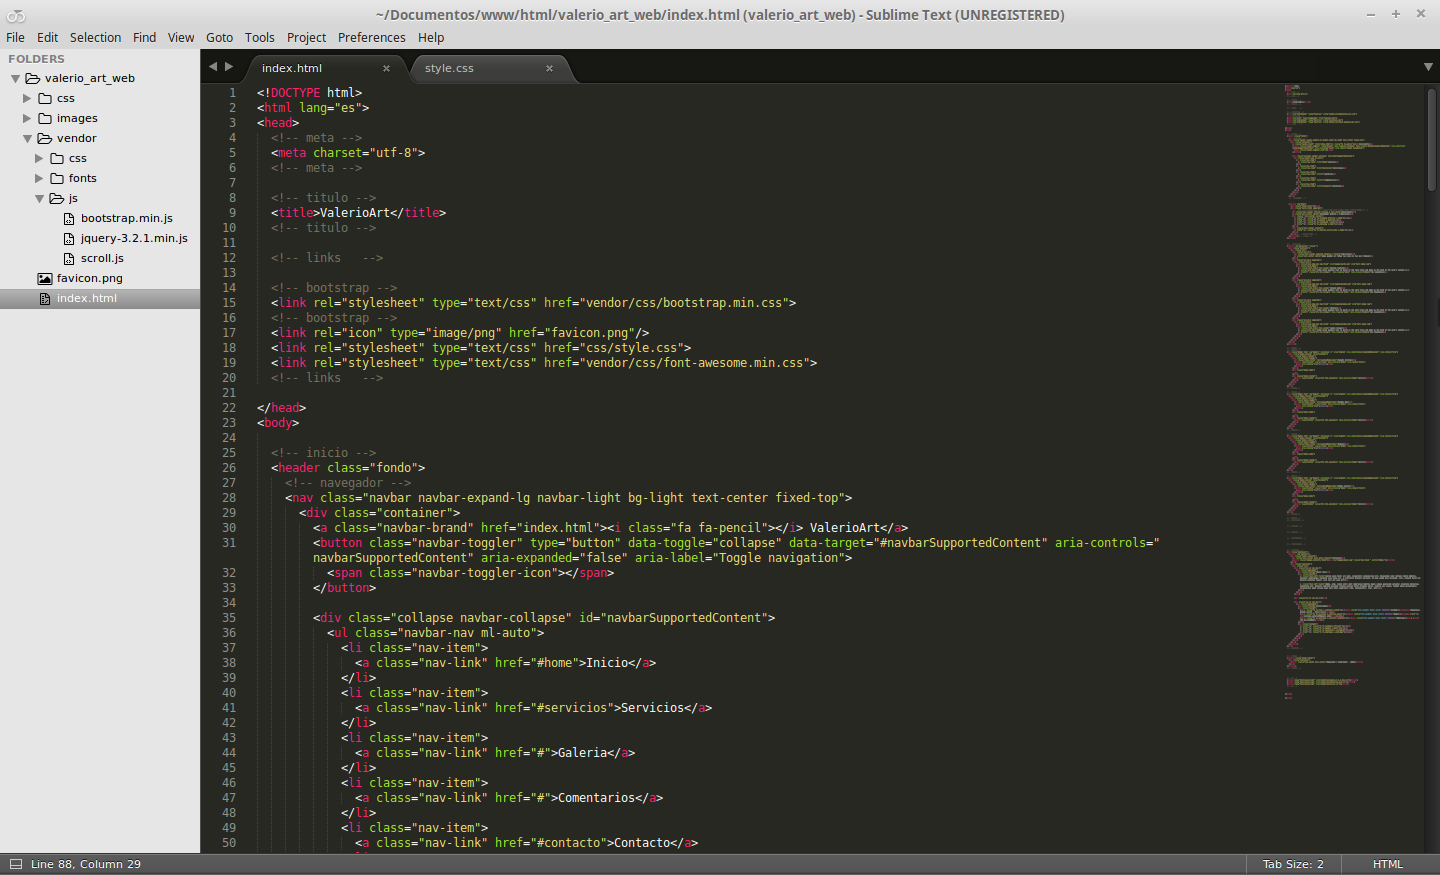 ~/Documentos/www/html/valerio_art_web/index.html (valerio_art_web) - Sublime Text (UNREGISTERED)
File Edit Selection Find View Goto Tools Project Preferences Help
FOLDERS
valerio_art_web
css
images
vendor
css
fonts
js
bootstrap.min.js
jquery-3.2.1.min.js
scroll.js
favicon.png
index.html
index.html style.css
1 <!DOCTYPE html>
2 <html lang="es">
3 <head>
4 <!-- meta -->
5 <meta charset="utf-8">
6 <!-- meta -->
7
8 <!-- titulo -->
9 <title>ValerioArt</title>
10 <!-- titulo -->
11
12 <!-- links   -->
13
14 <!-- bootstrap -->
15 <link rel="stylesheet" type="text/css" href="vendor/css/bootstrap.min.css">
16 <!-- bootstrap -->
17 <link rel="icon" type="image/png" href="favicon.png"/>
18 <link rel="stylesheet" type="text/css" href="css/style.css">
19 <link rel="stylesheet" type="text/css" href="vendor/css/font-awesome.min.css">
20 <!-- links   -->
21
22 </head>
23 <body>
24
25 <!-- inicio -->
26 <header class="fondo">
27 <!-- navegador -->
28 <nav class="navbar navbar-expand-lg navbar-light bg-light text-center fixed-top">
29 <div class="container">
30 <a class="navbar-brand" href="index.html"><i class="fa fa-pencil"></i> ValerioArt</a>
31 <button class="navbar-toggler" type="button" data-toggle="collapse" data-target="#navbarSupportedContent" aria-controls="
navbarSupportedContent" aria-expanded="false" aria-label="Toggle navigation">
32 <span class="navbar-toggler-icon"></span>
33 </button>
34
35 <div class="collapse navbar-collapse" id="navbarSupportedContent">
36 <ul class="navbar-nav ml-auto">
37 <li class="nav-item">
38 <a class="nav-link" href="#home">Inicio</a>
39 </li>
40 <li class="nav-item">
41 <a class="nav-link" href="#servicios">Servicios</a>
42 </li>
43 <li class="nav-item">
44 <a class="nav-link" href="#">Galeria</a>
45 </li>
46 <li class="nav-item">
47 <a class="nav-link" href="#">Comentarios</a>
48 </li>
49 <li class="nav-item">
50 <a class="nav-link" href="#contacto">Contacto</a>
Line 88, Column 29 Tab Size: 2 HTML